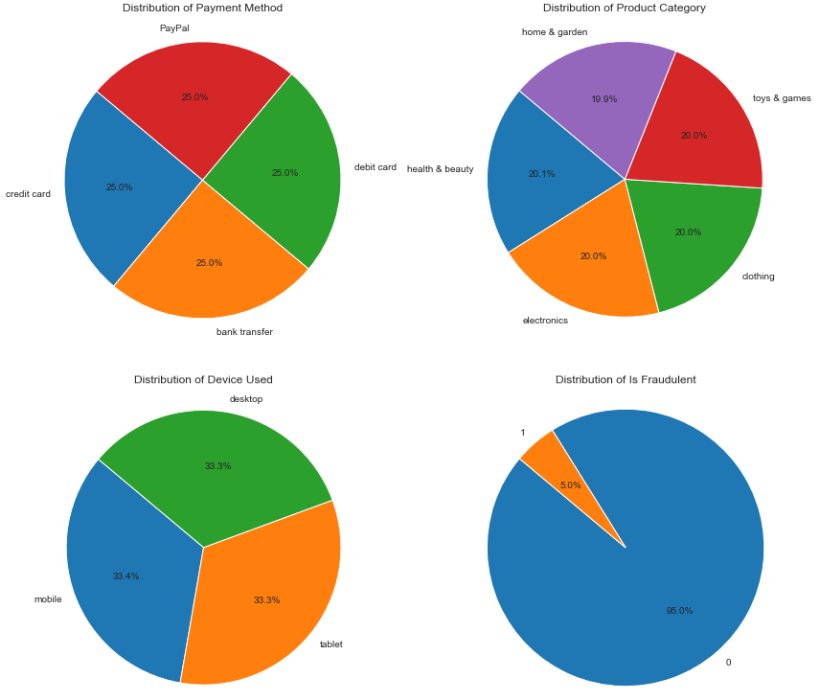 Distribution of Payment Method
PayPal
25.0%
debit card
25.0%
credit card
25.0%
25.0%
bank transfer
Distribution of Product Category
home & garden
19.9%
toys & games
20.0%
health & beauty
20.1%
20.0%
clothing
20.0%
electronics
Distribution of Device Used
desktop
33.3%
33.4%
mobile
33.3%
tablet
Distribution of Is Fraudulent
1
5.0%
95.0%
0